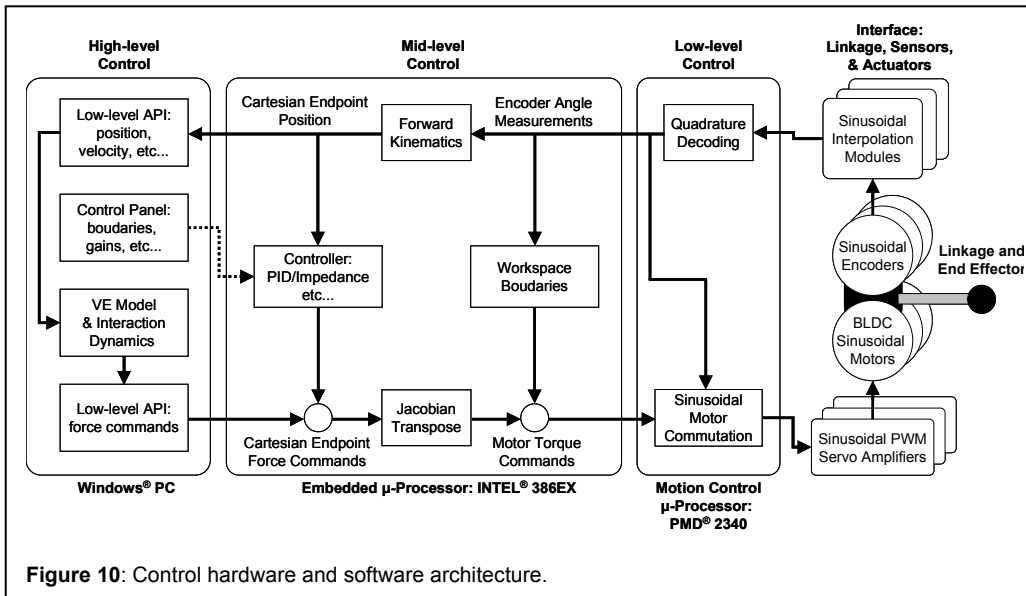 High-level
Control
Mid-level
Control
Low-level
Control
Interface:
Linkage, Sensors,
& Actuators
Low-level API:
position,
velocity, etc...
Cartesian Endpoint
Position
Forward
Kinematics
Encoder Angle
Measurements
Quadrature
Decoding
Sinusoidal
Interpolation
Modules
Control Panel:
boudaries,
gains, etc...
Controller:
PID/Impedance
etc...
Workspace
Boudaries
Sinusoidal
Encoders
Linkage and
End Effector
VE Model
& Interaction
Dynamics
BLDC
Sinusoidal
Motors
Low-level API:
force commands
Jacobian
Transpose
Sinusoidal
Motor
Commutation
Sinusoidal PWM
Servo Amplifiers
Cartesian Endpoint
Force Commands
Motor Torque
Commands
Windows® PC
Embedded µ-Processor: INTEL® 386EX
Motion Control
µ-Processor:
PMD® 2340
Figure 10: Control hardware and software architecture.